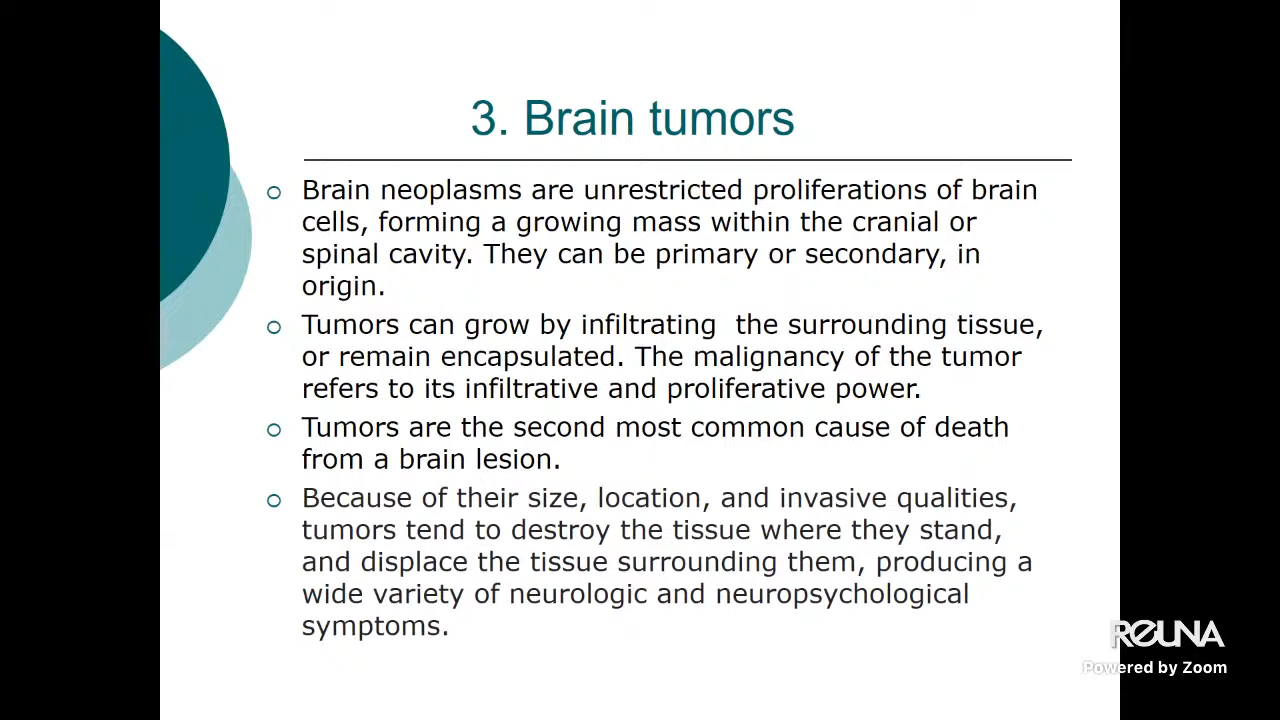 3. Brain tumors
Brain neoplasms are unrestricted proliferations of brain
cells, forming a growing mass within the cranial or
spinal cavity. They can be primary or secondary, in
origin.
Tumors can grow by infiltrating  the surrounding tissue,
or remain encapsulated. The malignancy of the tumor
refers to its infiltrative and proliferative power.
Tumors are the second most common cause of death
from a brain lesion.
Because of their size, location, and invasive qualities,
tumors tend to destroy the tissue where they stand,
and displace the tissue surrounding them, producing a
wide variety of neurologic and neuropsychological
symptoms.
REUNA
Powered by Zoom